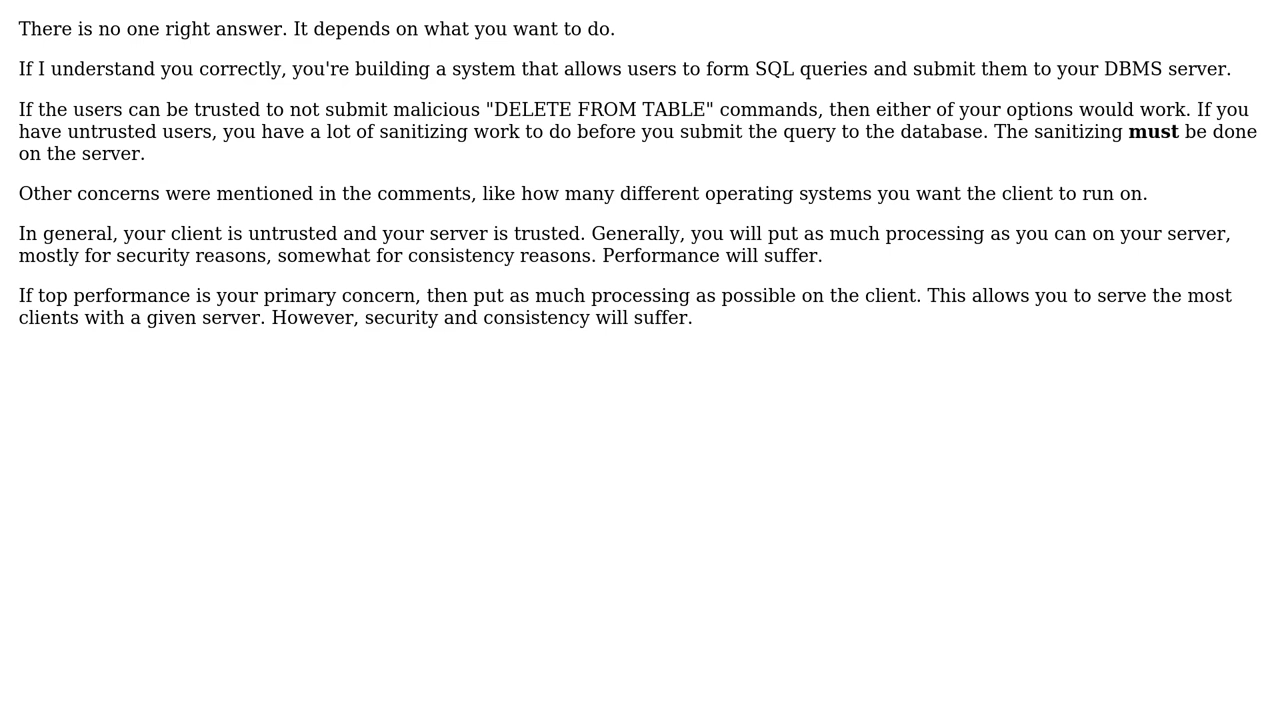 There is no one right answer. It depends on what you want to do.
If I understand you correctly, you're building a system that allows users to form SQL queries and submit them to your DBMS server.
If the users can be trusted to not submit malicious "DELETE FROM TABLE" commands, then either of your options would work. If you
have untrusted users, you have a lot of sanitizing work to do before you submit the query to the database. The sanitizing must be done
on the server.
Other concerns were mentioned in the comments, like how many different operating systems you want the client to run on.
In general, your client is untrusted and your server is trusted. Generally, you will put as much processing as you can on your server,
mostly for security reasons, somewhat for consistency reasons. Performance will suffer.
If top performance is your primary concern, then put as much processing as possible on the client. This allows you to serve the most
clients with a given server. However, security and consistency will suffer.